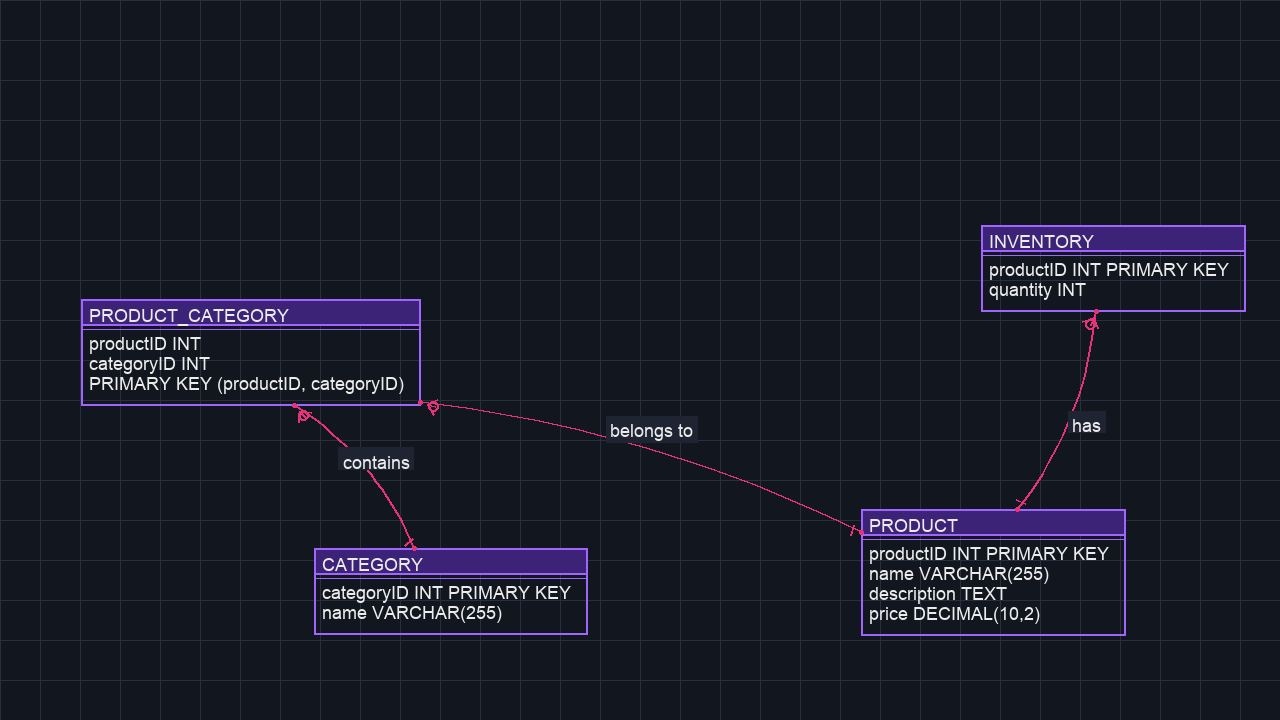 INVENTORY
productID INT PRIMARY KEY
quantity INT
PRODUCT_CATEGORY
productID INT
categoryID INT
PRIMARY KEY (productID, categoryID)
belongs to
has
contains
PRODUCT
productID INT PRIMARY KEY
name VARCHAR(255)
description TEXT
price DECIMAL(10,2)
CATEGORY
categoryID INT PRIMARY KEY
name VARCHAR(255)